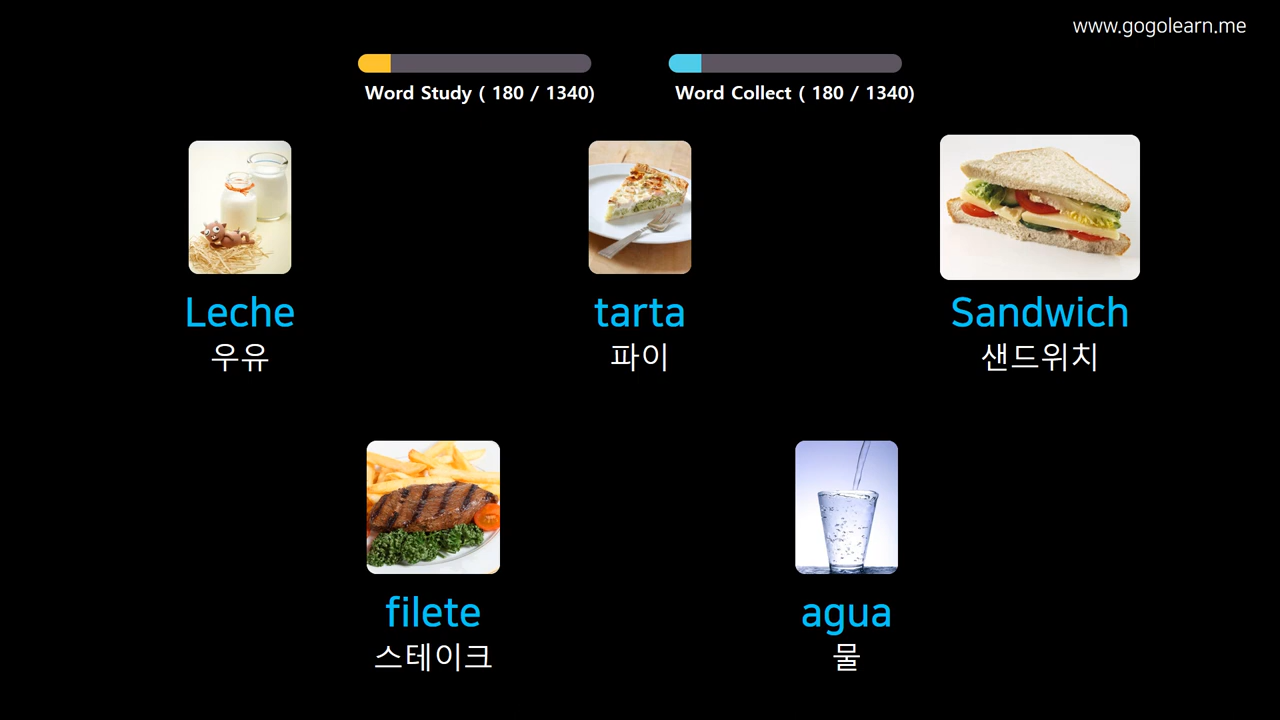 www.gogolearn.me
Word Study ( 180 / 1340)
Word Collect ( 180 / 1340)
Leche
우유
tarta
파이
Sandwich
샌드위치
filete
스테이크
agua
물